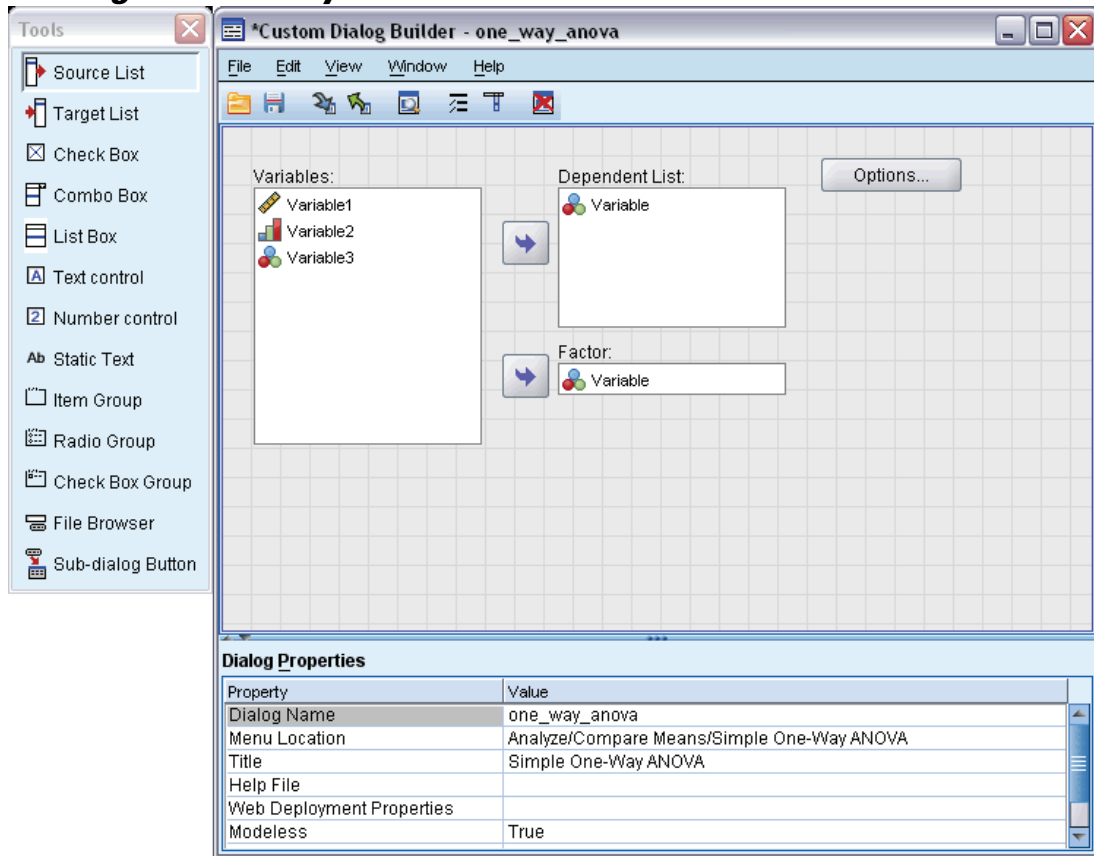 Tools
Source List
Target List
Check Box
Combo Box
List Box
Text control
Number control
Ab Static Text
Item Group
Radio Group
Check Box Group
File Browser
Sub-dialog Button
*Custom Dialog Builder - one_way_anova
File Edit View Window Help
Variables:
Variable1
Variable2
Variable3
Dependent List:
Variable
Factor:
Variable
Options...
Dialog Properties
Property Value
Dialog Name one_way_anova
Menu Location Analyze/Compare Means/Simple One-Way ANOVA
Title Simple One-Way ANOVA
Help File
Web Deployment Properties
Modeless True